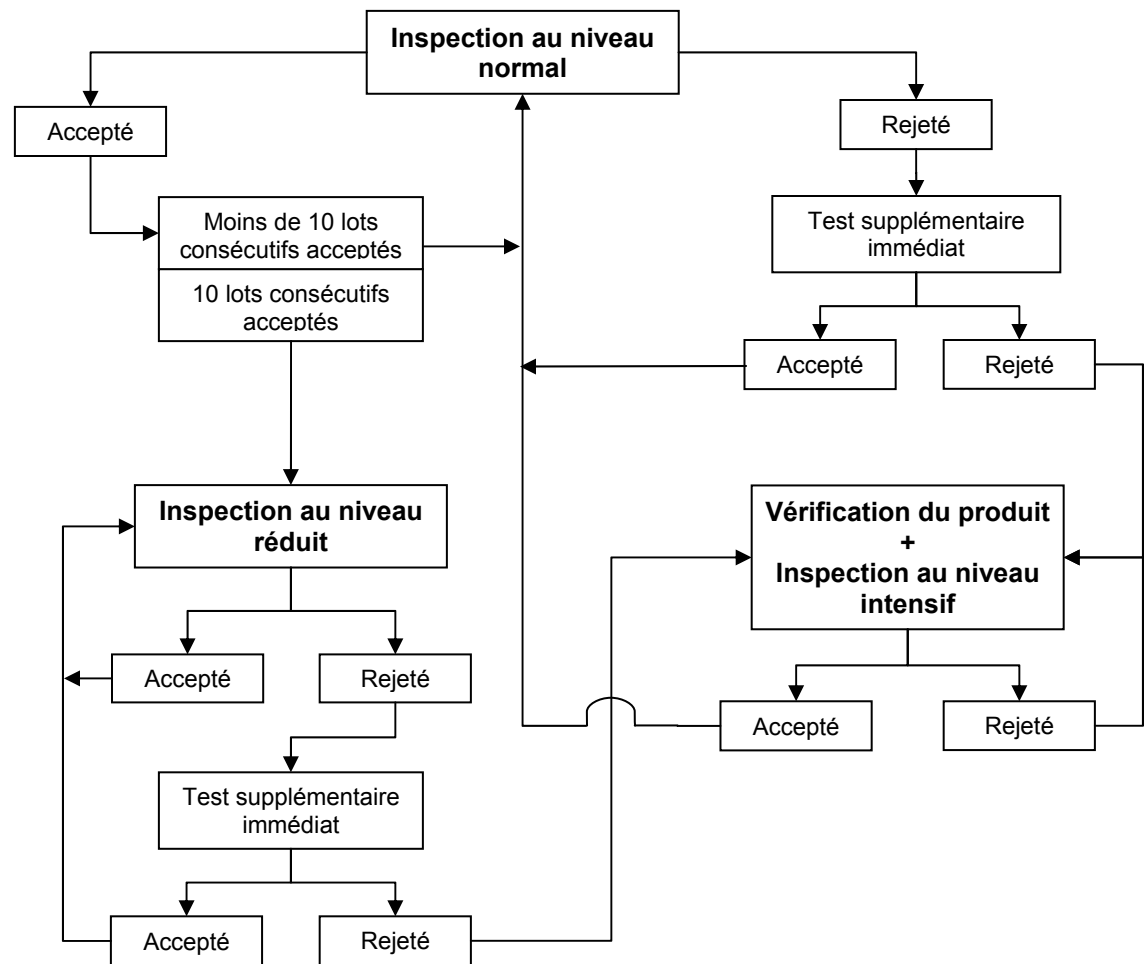 Inspection au niveau
normal
Accepté
Rejeté
Moins de 10 lots
consécutifs acceptés
10 lots consécutifs
acceptés
Test supplémentaire
immédiat
Accepté
Rejeté
Inspection au niveau
réduit
Vérification du produit
+
Inspection au niveau
intensif
Accepté
Rejeté
Accepté
Rejeté
Test supplémentaire
immédiat
Accepté
Rejeté